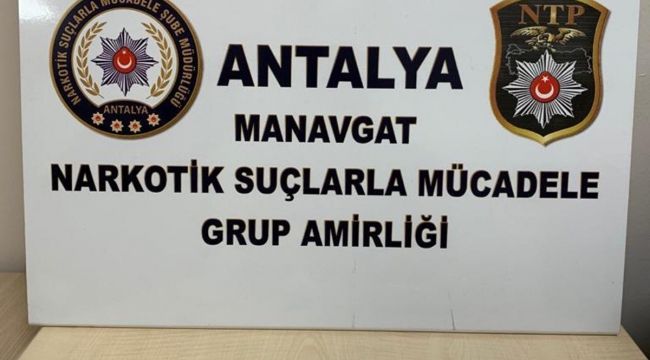 NARKOTİK SUÇLARLA MÜCADELE ŞUBE MÜDÜRLÜĞÜ
ANTALYA
NTP
ANTALYA
MANAVGAT
NARKOTİK SUÇLARLA MÜCADELE
GRUP AMİRLİĞİ